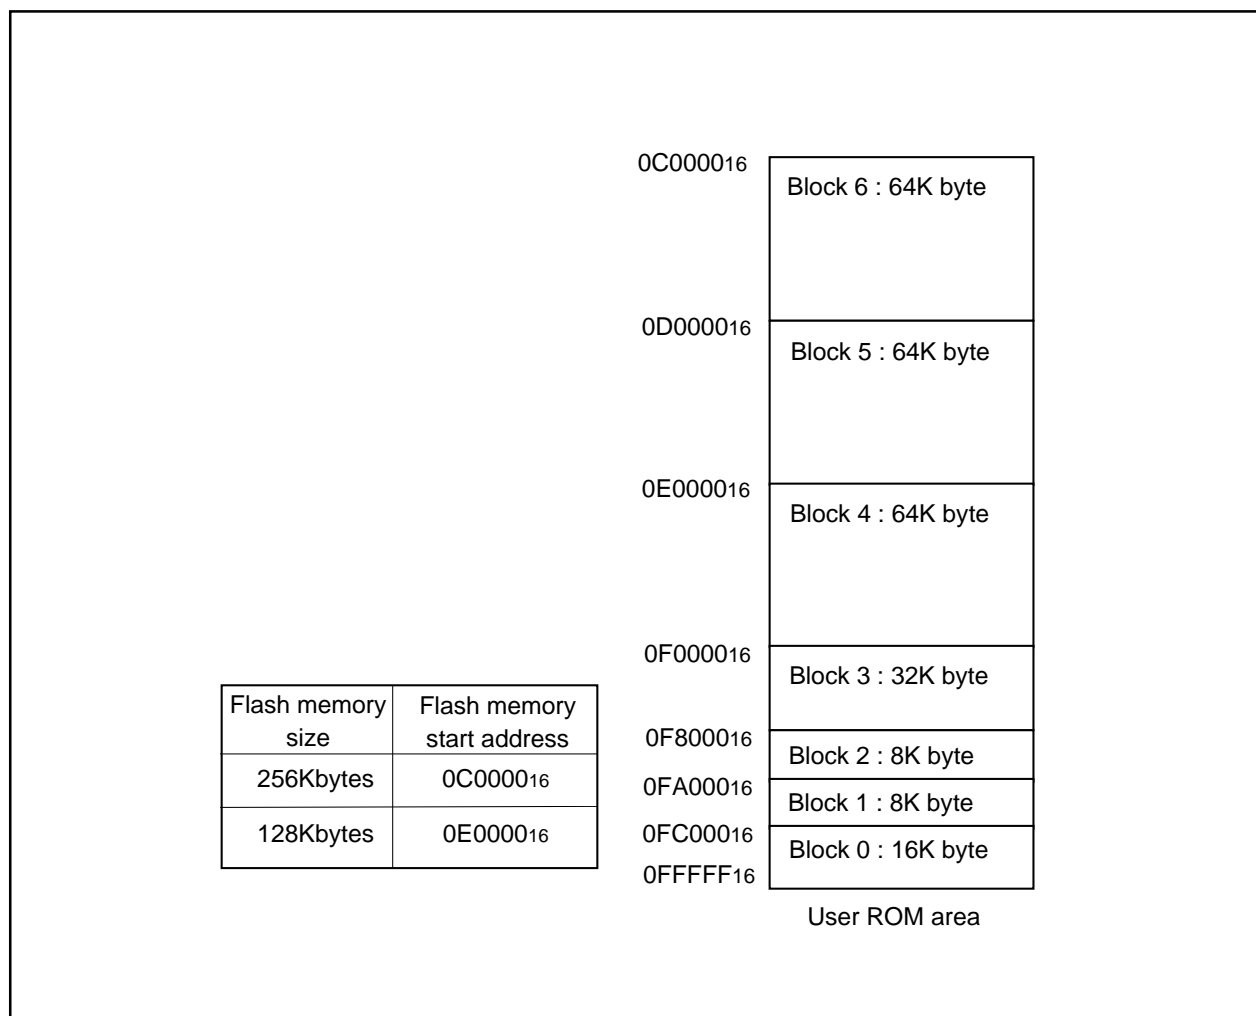 0C000016
Block 6 : 64K byte
0D000016
Block 5 : 64K byte
0E000016
Block 4 : 64K byte
0F000016
Block 3 : 32K byte
0F800016
Block 2 : 8K byte
0FA00016
Block 1 : 8K byte
0FC00016
Block 0 : 16K byte
0FFFFF16
User ROM area
Flash memory size
Flash memory start address
256Kbytes
0C000016
128Kbytes
0E000016